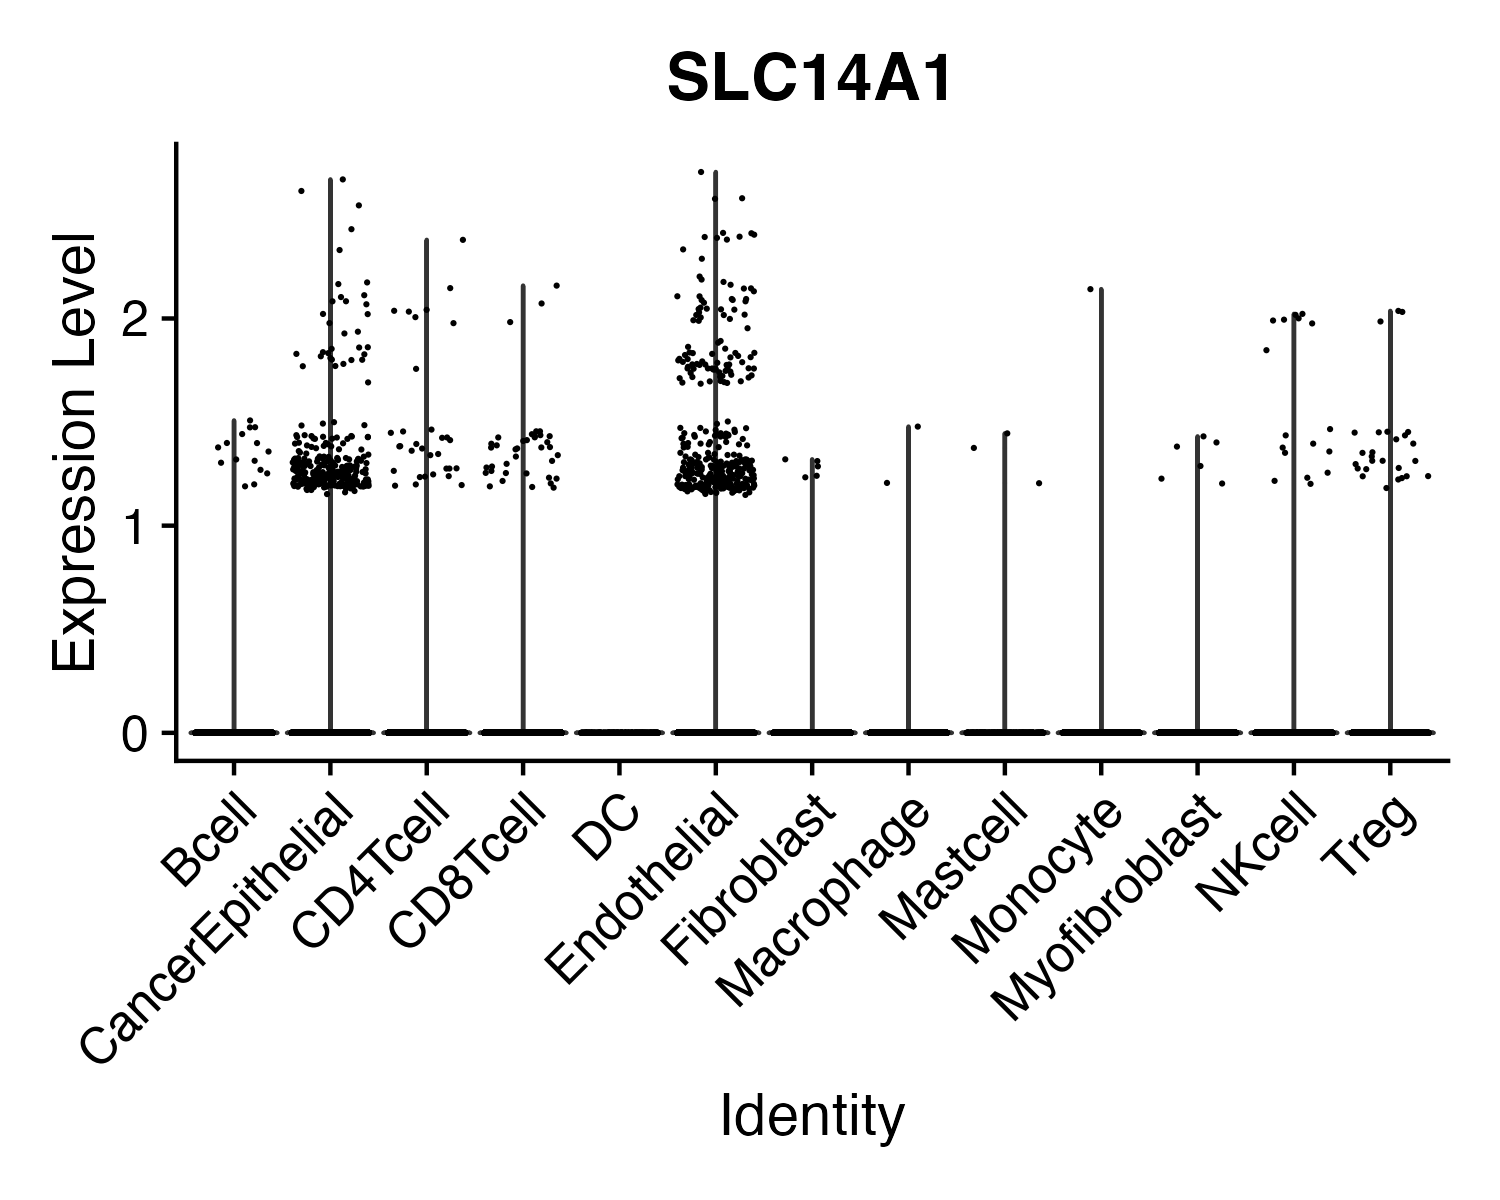 SLC14A1
Expression Level
2
1
0
Bcell
CancerEpithelial
CD4Tcell
CD8Tcell
DC
Endothelial
Fibroblast
Macrophage
Mastcell
Monocyte
Myofibroblast
NKcell
Treg
Identity